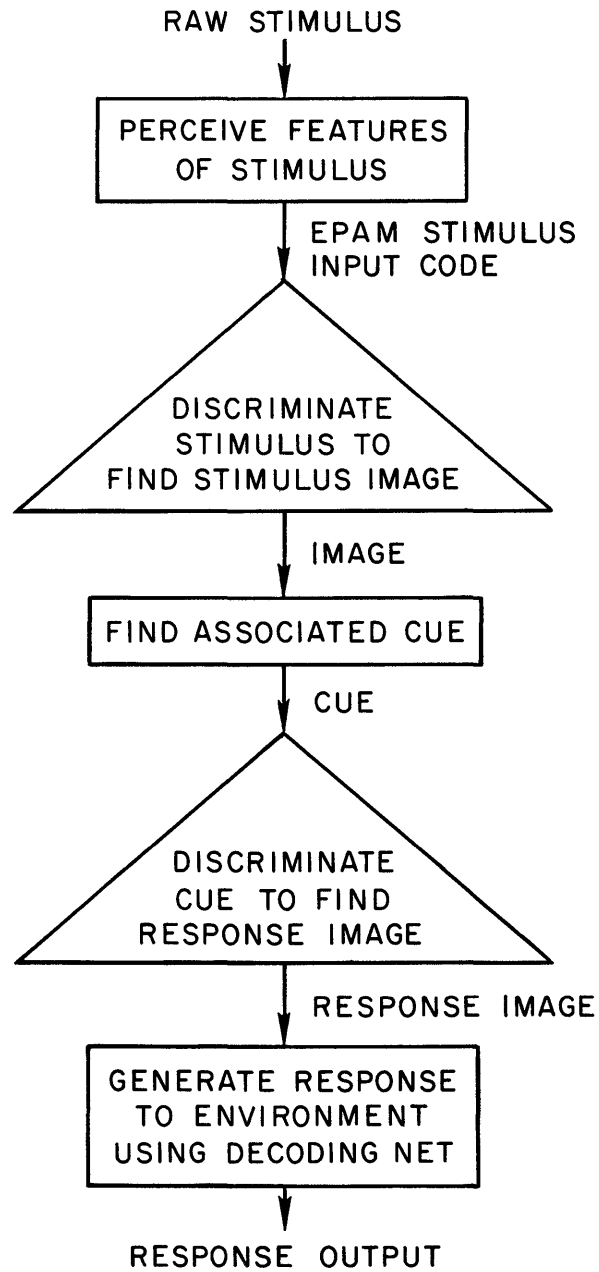 RAW STIMULUS
PERCEIVE FEATURES
OF STIMULUS
EPAM STIMULUS
INPUT CODE
DISCRIMINATE
STIMULUS TO
FIND STIMULUS IMAGE
IMAGE
FIND ASSOCIATED CUE
CUE
DISCRIMINATE
CUE TO FIND
RESPONSE IMAGE
RESPONSE IMAGE
GENERATE RESPONSE
TO ENVIRONMENT
USING DECODING NET
RESPONSE OUTPUT